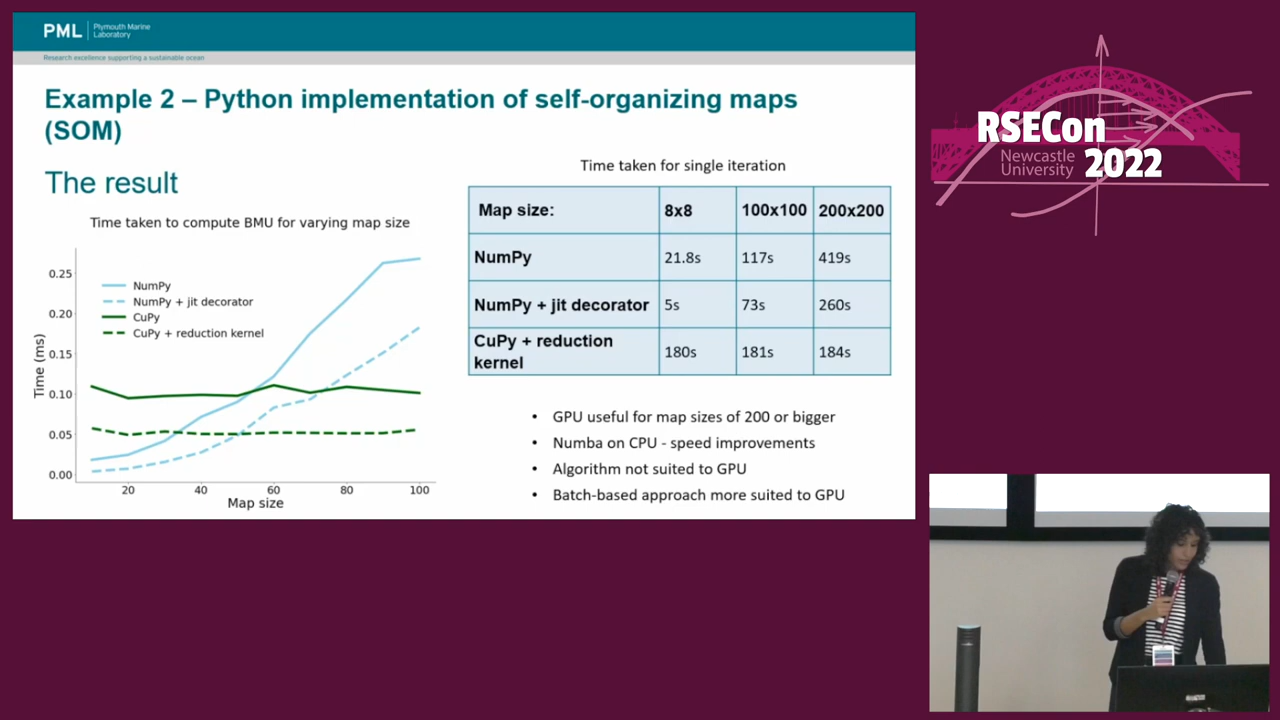 PML
Plymouth Marine
Laboratory
Research excellence supporting a sustainable ocean
Example 2 – Python implementation of self-organizing maps
(SOM)
The result
Time taken to compute BMU for varying map size
Time (ms)
0.25
0.20
0.15
0.10
0.05
0.00
NumPy
NumPy + jit decorator
CuPy
CuPy + reduction kernel
20 40 60 80 100
Map size
Time taken for single iteration
Map size: 8x8 100x100 200x200
NumPy 21.8s 117s 419s
NumPy + jit decorator 5s 73s 260s
CuPy + reduction
kernel 180s 181s 184s
• GPU useful for map sizes of 200 or bigger
• Numba on CPU - speed improvements
• Algorithm not suited to GPU
• Batch-based approach more suited to GPU
RSECon
Newcastle
University 2022